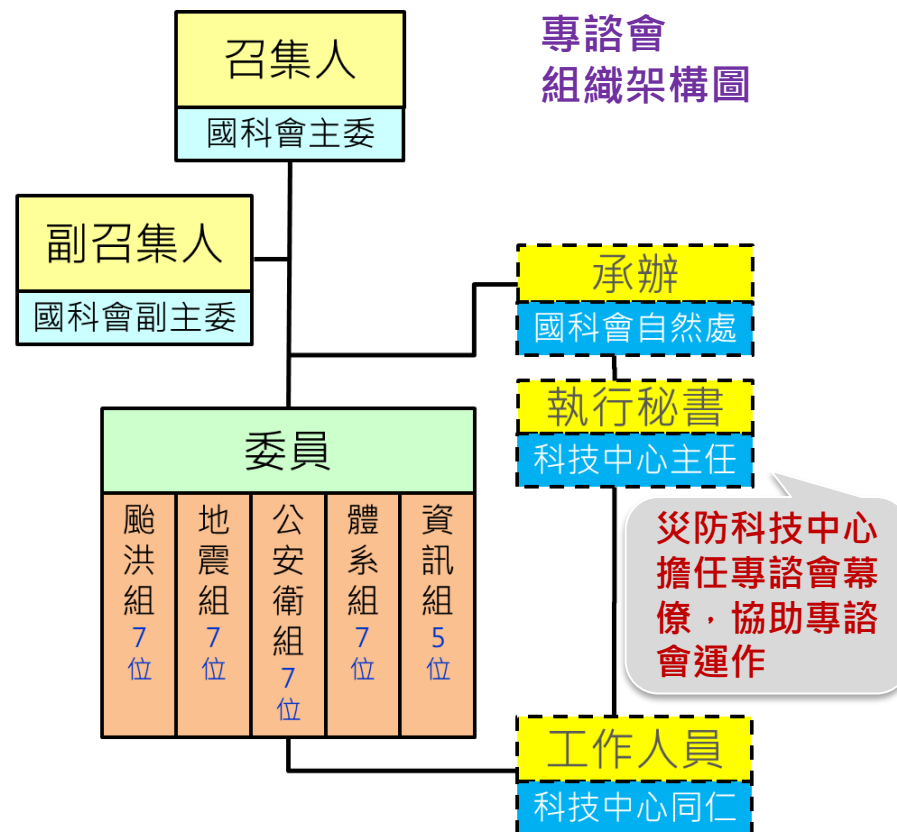 專諮會
組織架構圖
召集人
國科會主委
副召集人
國科會副主委
承辦
國科會自然處
執行秘書
科技中心主任
災防科技中心
擔任專諮會幕
僚，協助專諮
會運作
委員
颱洪組7位
地震組7位
公安衛組7位
體系組7位
資訊組5位
工作人員
科技中心同仁